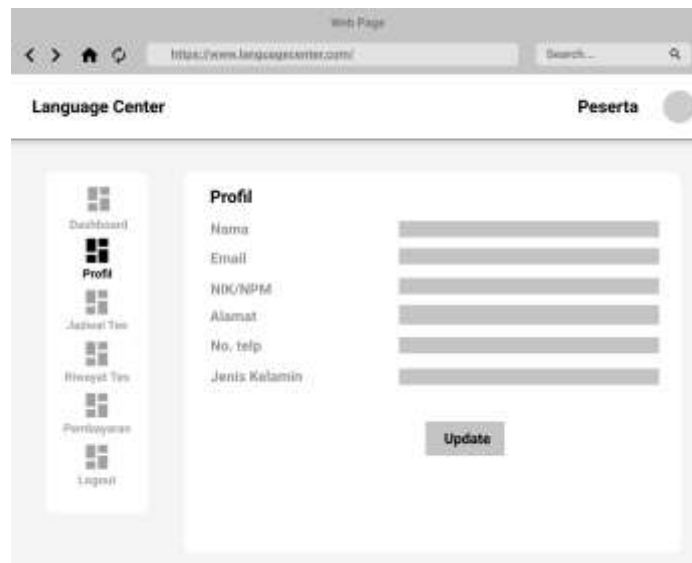 Web Page
https://www.languagecenter.com/
Search...
Language Center
Peserta
Dashboard
Profil
Jadwal Tes
Riwayat Tes
Pembayaran
Logout
Profil
Nama
Email
NIK/NPM
Alamat
No. telp
Jenis Kelamin
Update